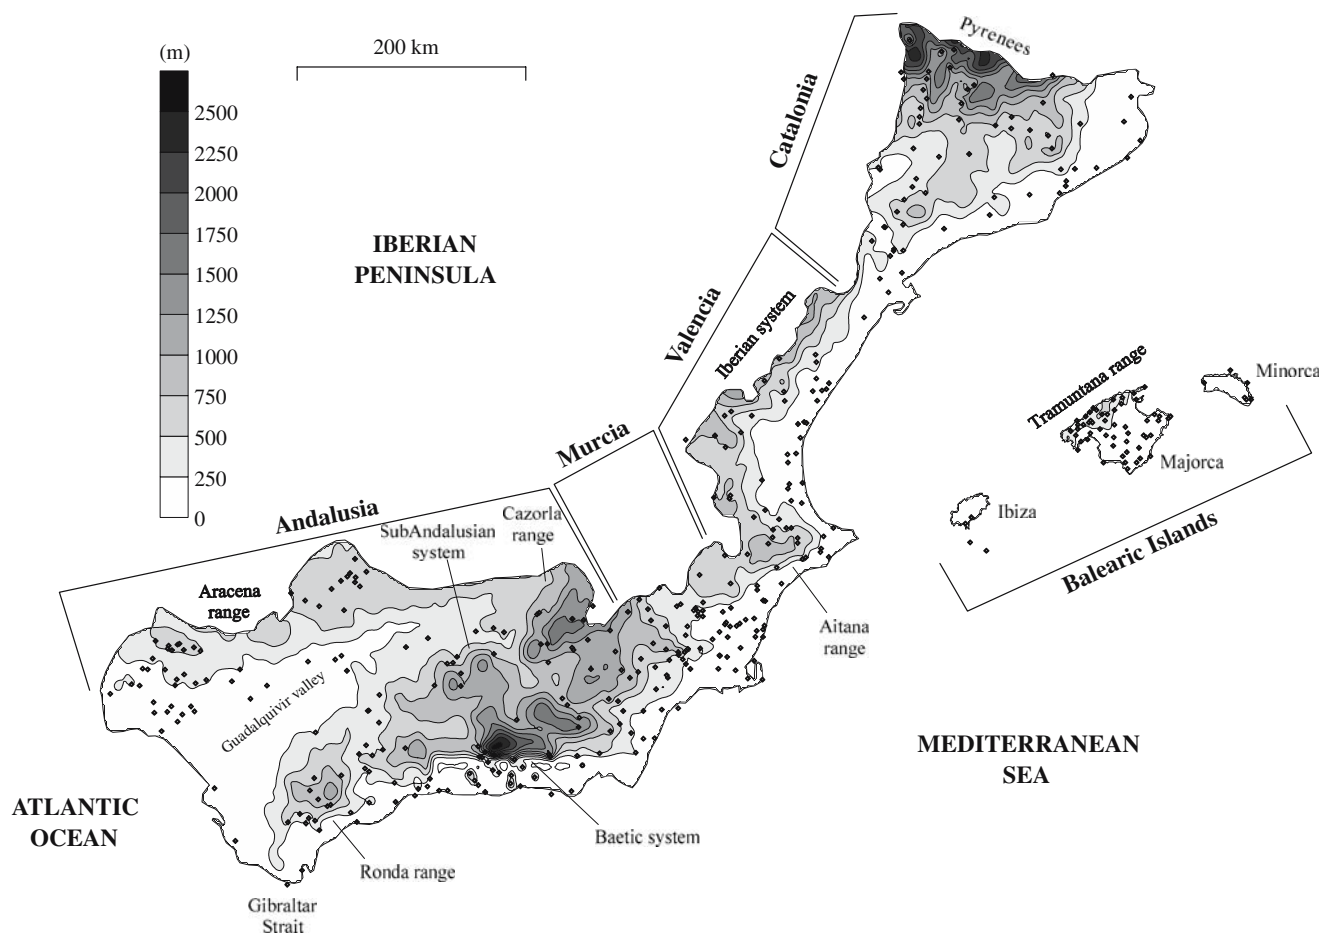 (m)
2500
2250
2000
1750
1500
1250
1000
750
500
250
0
200 km
Pyrenees
Catalonia
IBERIAN
PENINSULA
Valencia
Iberian system
Minorca
Tramuntana range
Majorca
Murcia
Ibiza
Balearic Islands
Andalusia
SubAndalusian
system
Cazorla
range
Aracena
range
Aitana
range
Guadalquivir valley
MEDITERRANEAN
SEA
ATLANTIC
OCEAN
Baetic system
Ronda range
Gibraltar
Strait